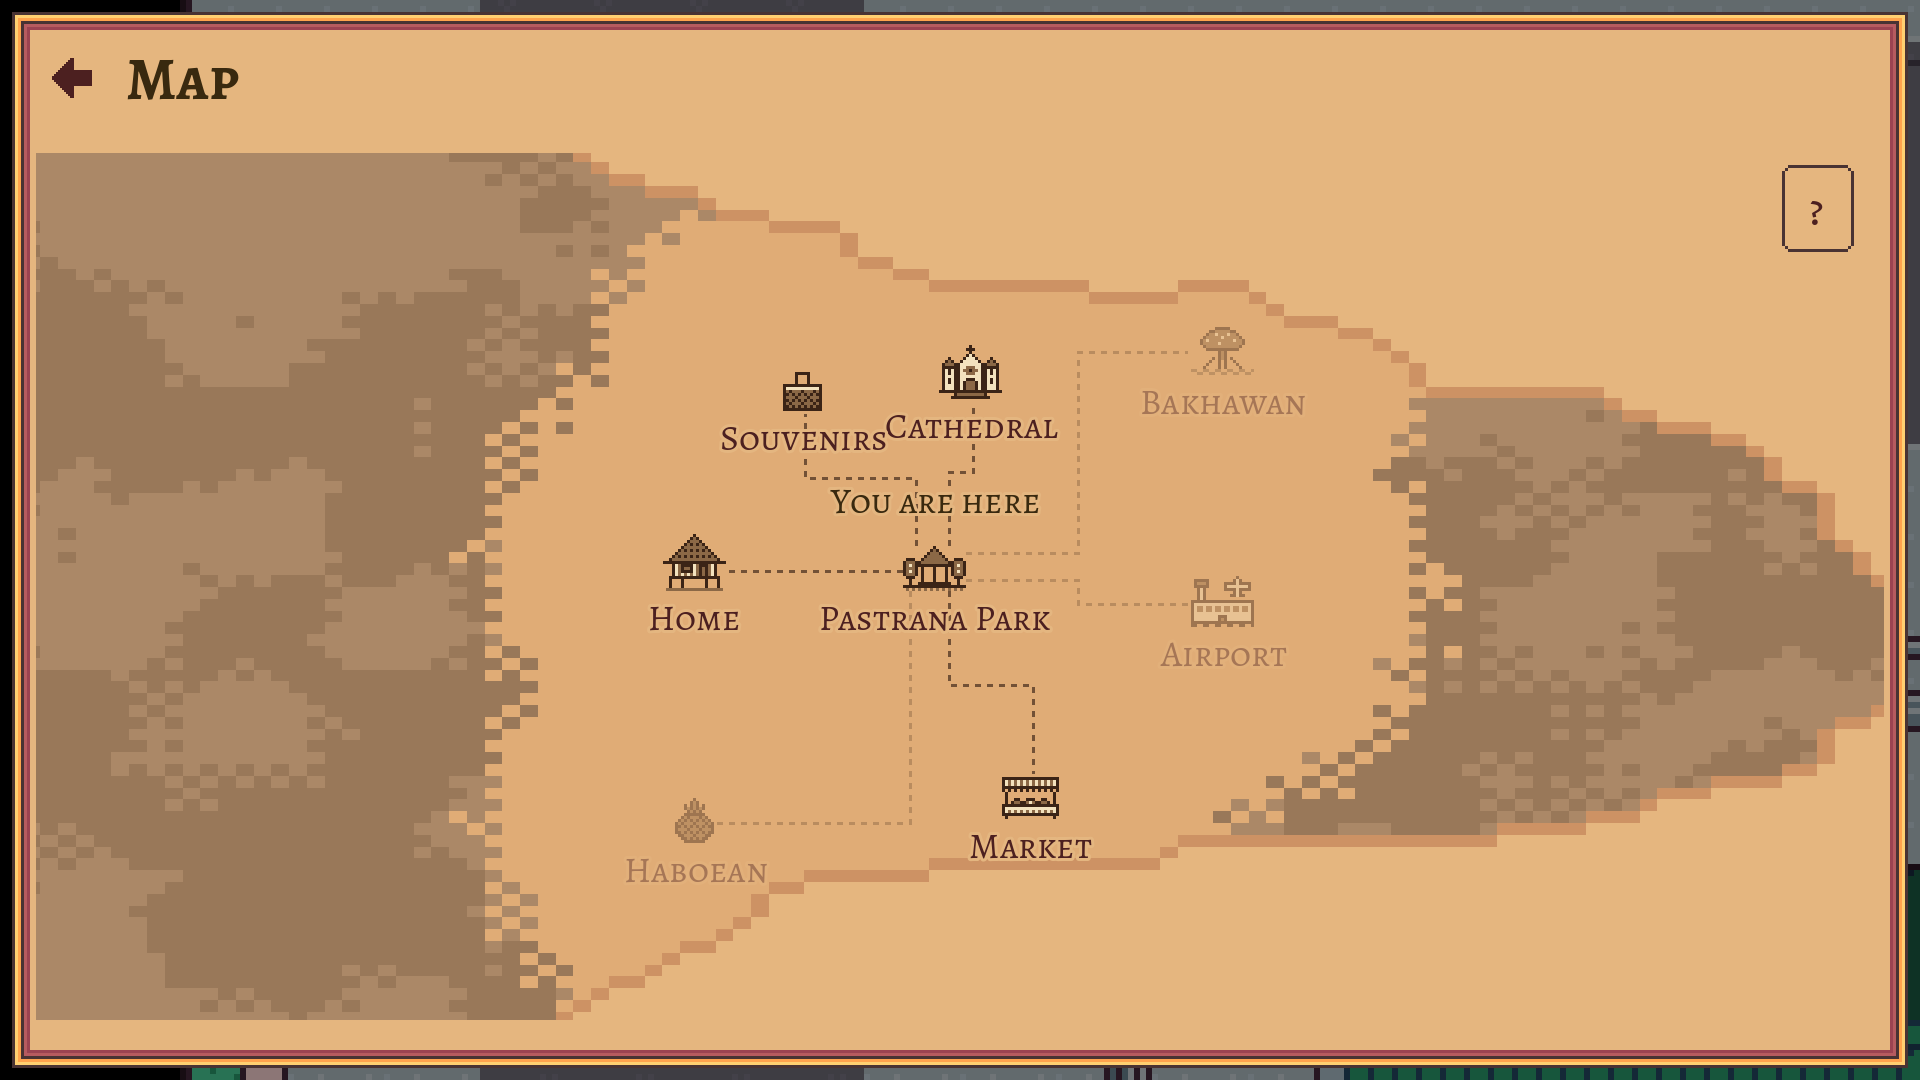 Map
?
Bakhawan
Cathedral
Souvenirs
You are here
Home
Pastrana Park
Airport
Market
Haboean